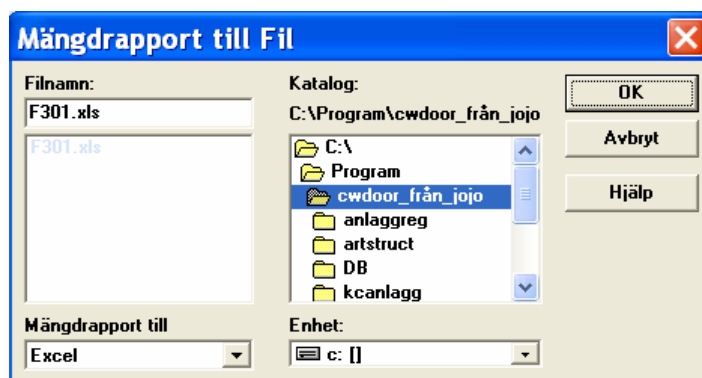 Mängdrapport till Fil
Filnamn:
F301.xls
F301.xls
Mängdrapport till
Excel
Katalog:
C:\Program\cwdoor_från_jojo
C:\
Program
cwdoor_från_jojo
anlaggreg
artstruct
DB
kcanlagg
Enhet:
c: []
OK
Avbryt
Hjälp